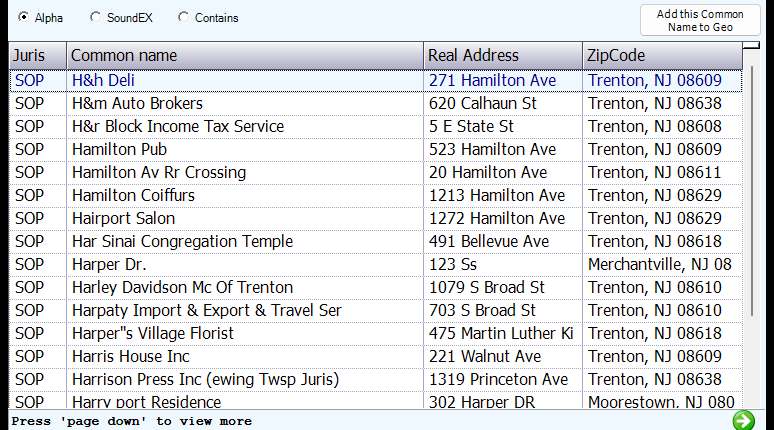 Alpha SoundEX Contains Add this Common
Name to Geo
Juris Common name Real Address ZipCode
SOP H&h Deli 271 Hamilton Ave Trenton, NJ 08609
SOP H&m Auto Brokers 620 Calhaun St Trenton, NJ 08638
SOP H&r Block Income Tax Service 5 E State St Trenton, NJ 08608
SOP Hamilton Pub 523 Hamilton Ave Trenton, NJ 08609
SOP Hamilton Av Rr Crossing 20 Hamilton Ave Trenton, NJ 08611
SOP Hamilton Coiffurs 1213 Hamilton Ave Trenton, NJ 08629
SOP Hairport Salon 1272 Hamilton Ave Trenton, NJ 08629
SOP Har Sinai Congregation Temple 491 Bellevue Ave Trenton, NJ 08618
SOP Harper Dr. 123 Ss Merchantville, NJ 08
SOP Harley Davidson Mc Of Trenton 1079 S Broad St Trenton, NJ 08610
SOP Harpaty Import & Export & Travel Ser 703 S Broad St Trenton, NJ 08610
SOP Harper"s Village Florist 475 Martin Luther Ki Trenton, NJ 08618
SOP Harris House Inc 221 Walnut Ave Trenton, NJ 08609
SOP Harrison Press Inc (ewing Twsp Juris) 1319 Princeton Ave Trenton, NJ 08638
SOP Harry port Residence 302 Harper DR Moorestown, NJ 080
Press 'page down' to view more